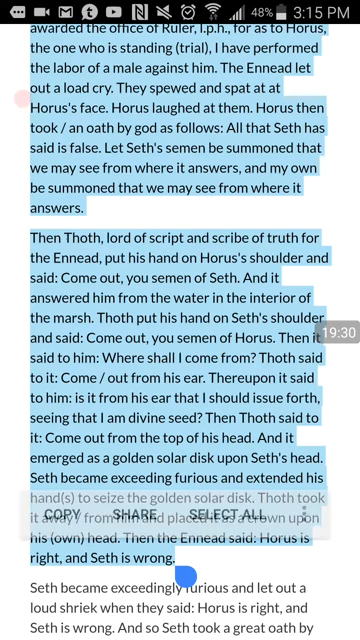 48% 3:15 PM
awarded the office of Ruler, l.p.h., for as to Horus,
the one who is standing (trial), I have performed
the labor of a male against him. The Ennead let
out a load cry. They spewed and spat at at
Horus's face. Horus laughed at them. Horus then
took / an oath by god as follows: All that Seth has
said is false. Let Seth's semen be summoned that
we may see from where it answers, and my own
be summoned that we may see from where it
answers.
Then Thoth, lord of script and scribe of truth for
the Ennead, put his hand on Horus's shoulder and
said: Come out, you semen of Seth. And it
answered him from the water in the interior of
the marsh. Thoth put his hand on Seth's shoulder
and said: Come out, you semen of Horus. Then it
19:30
said to him: Where shall I come from? Thoth said
to it: Come / out from his ear. Thereupon it said
to him: is it from his ear that I should issue forth,
seeing that I am divine seed? Then Thoth said to
it: Come out from the top of his head. And it
emerged as a golden solar disk upon Seth's head.
Seth became exceeding furious and extended his
hand(s) to seize the golden solar disk. Thoth took
COPY SHARE SELECT ALL
it away / from him and placed it as a crown upon
his (own) head. Then the Ennead said: Horus is
right, and Seth is wrong.
Seth became exceedingly furious and let out a
loud shriek when they said: Horus is right, and
Seth is wrong. And so Seth took a great oath by